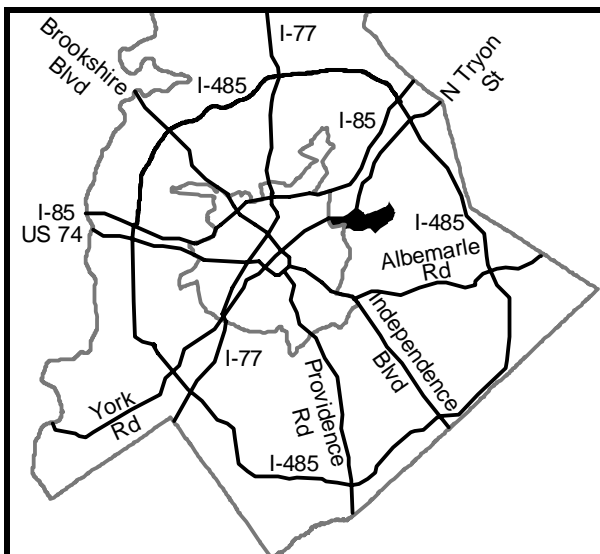 I-77
Brookshire
Blvd
I-485
N Tryon
St
I-85
I-85
US 74
I-485
Albemarle
Rd
Independence
Blvd
I-77
Providence
Rd
York
Rd
I-485